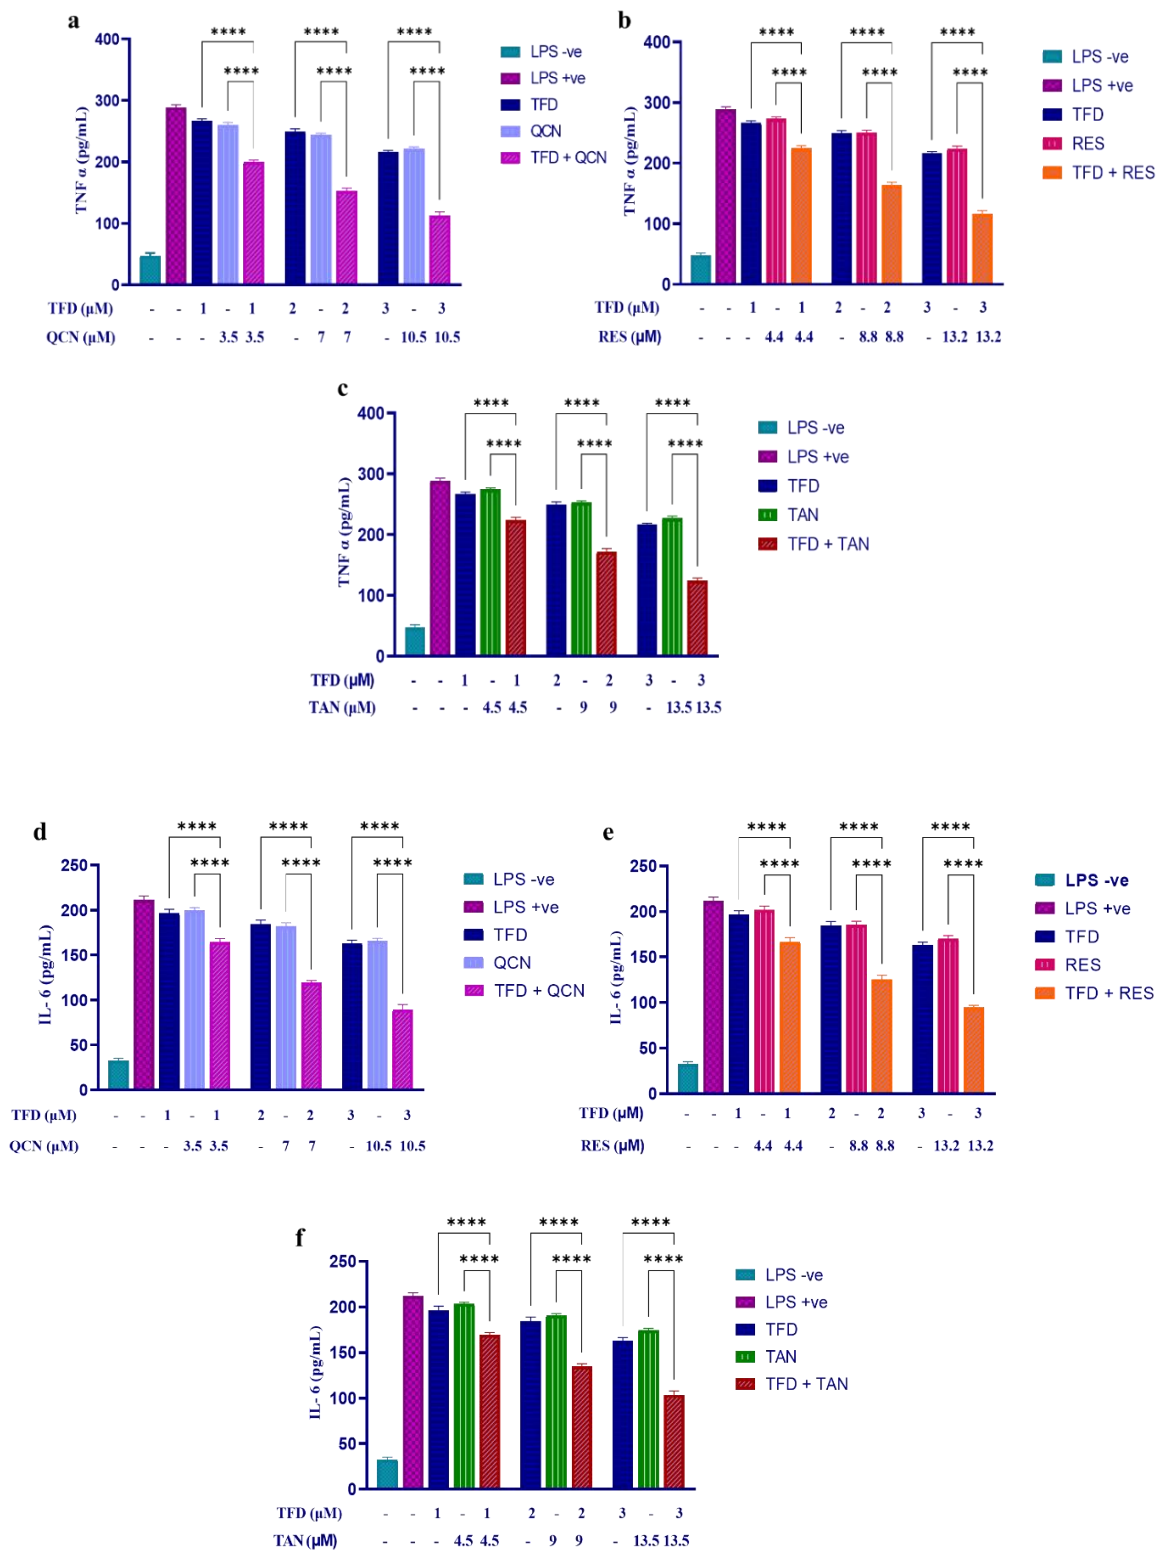 a
**** **** ****
**** **** ****
400
300
200
100
0
TNF α (pg/mL)
LPS -ve
LPS +ve
TFD
QCN
TFD + QCN
TFD (μM) - - 1 - 1 2 - 2 3 - 3
QCN (μM) - - - 3.5 3.5 - 7 7 - 10.5 10.5
b
**** **** ****
**** **** ****
400
300
200
100
0
TNF α (pg/mL)
LPS -ve
LPS +ve
TFD
RES
TFD + RES
TFD (μM) - - 1 - 1 2 - 2 3 - 3
RES (μM) - - - 4.4 4.4 - 8.8 8.8 - 13.2 13.2
c
**** **** ****
**** **** ****
400
300
200
100
0
TNF α (pg/mL)
LPS -ve
LPS +ve
TFD
TAN
TFD + TAN
TFD (μM) - - 1 - 1 2 - 2 3 - 3
TAN (μM) - - - 4.5 4.5 - 9 9 - 13.5 13.5
d
**** **** ****
**** **** ****
250
200
150
100
50
0
IL- 6 (pg/mL)
LPS -ve
LPS +ve
TFD
QCN
TFD + QCN
TFD (μM) - - 1 - 1 2 - 2 3 - 3
QCN (μM) - - - 3.5 3.5 - 7 7 - 10.5 10.5
e
**** **** ****
**** **** ****
250
200
150
100
50
0
IL- 6 (pg/mL)
LPS -ve
LPS +ve
TFD
RES
TFD + RES
TFD (μM) - - 1 - 1 2 - 2 3 - 3
RES (μM) - - - 4.4 4.4 - 8.8 8.8 - 13.2 13.2
f
**** **** ****
**** **** ****
250
200
150
100
50
0
IL- 6 (pg/mL)
LPS -ve
LPS +ve
TFD
TAN
TFD + TAN
TFD (μM) - - 1 - 1 2 - 2 3 - 3
TAN (μM) - - - 4.5 4.5 - 9 9 - 13.5 13.5